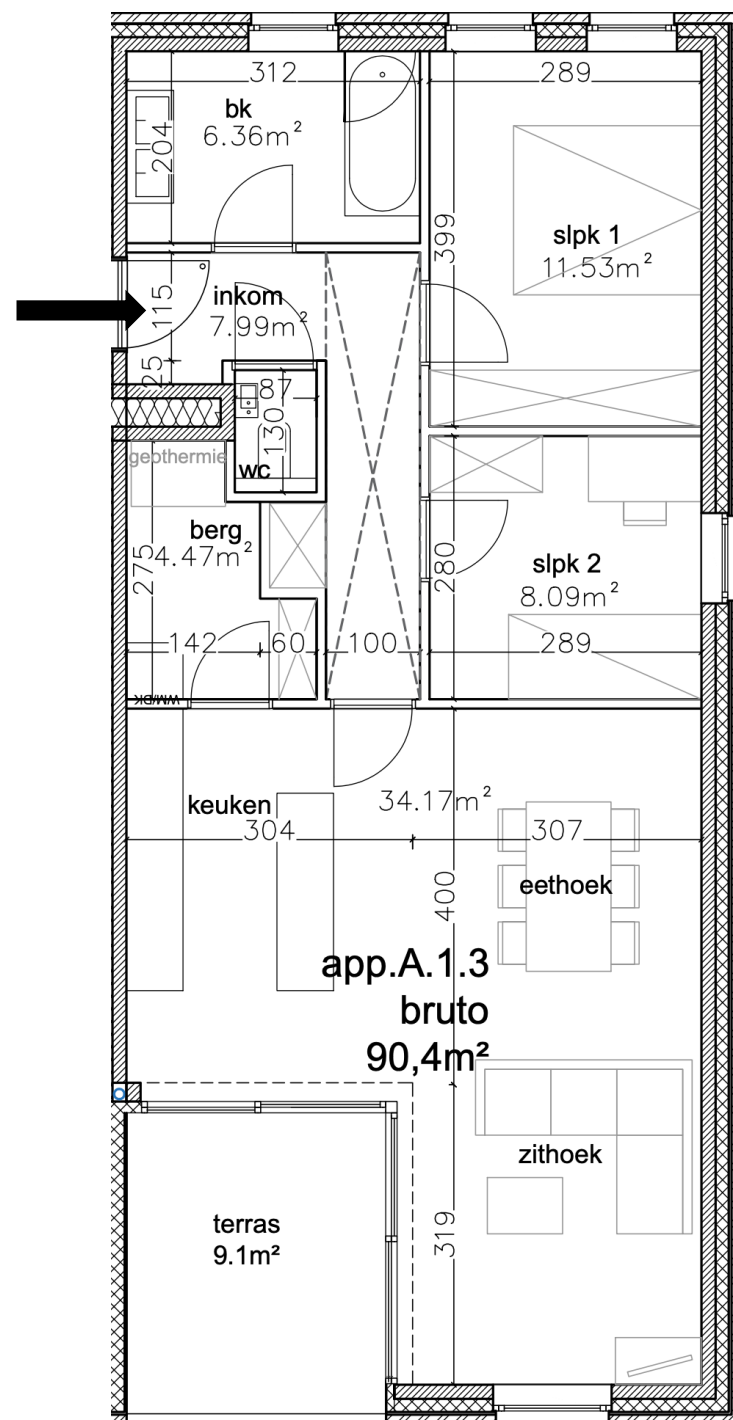 312
289
bk
6.36m²
204
399
slpk 1
11.53m²
inkom
7.99m²
115
25
87
130
wc
geothermie
berg
4.47m²
275
280
slpk 2
8.09m²
142
60
100
289
WM/DK
keuken
34.17m²
304
307
400
eethoek
app.A.1.3
bruto
90,4m²
zithoek
terras
9.1m²
319